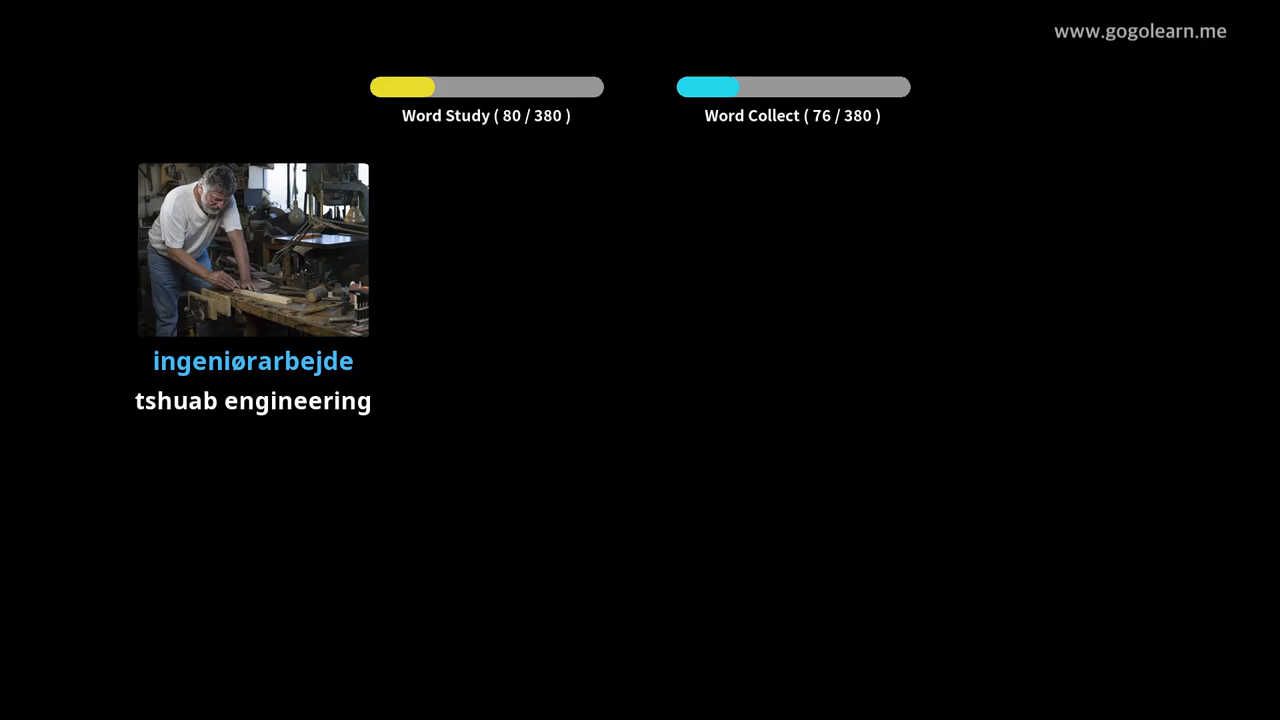 www.gogolearn.me
Word Study ( 80 / 380 )
Word Collect ( 76 / 380 )
ingeniørarbejde
tshuab engineering